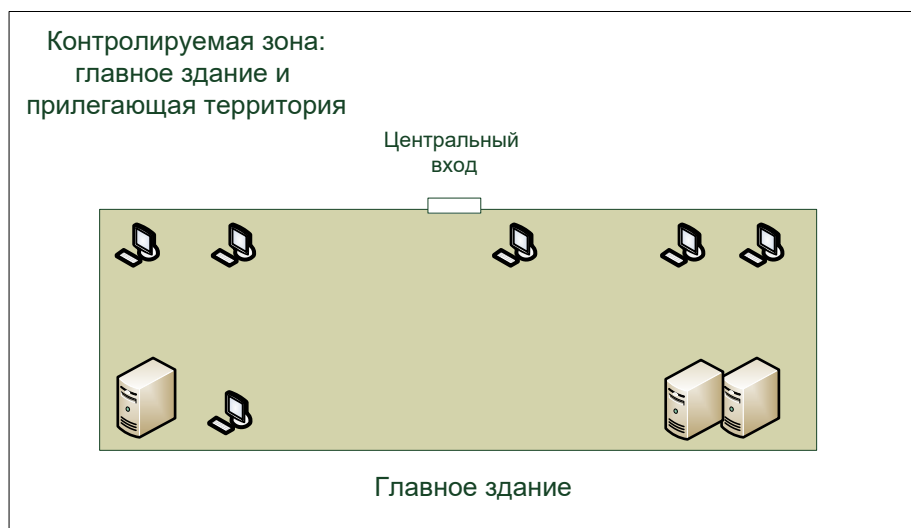 Контролируемая зона:
главное здание и
прилегающая территория
Центральный
вход
Главное здание